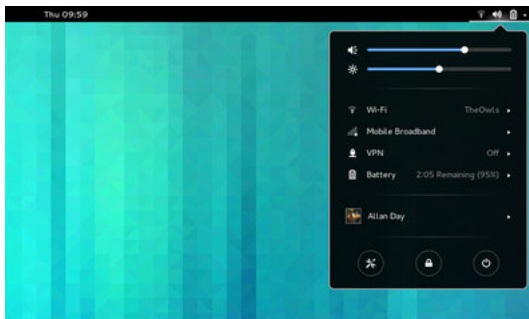 Thu 09:59
Wi-Fi TheOwls
Mobile Broadband
VPN Off
Battery 2:05 Remaining (95%)
Allan Day